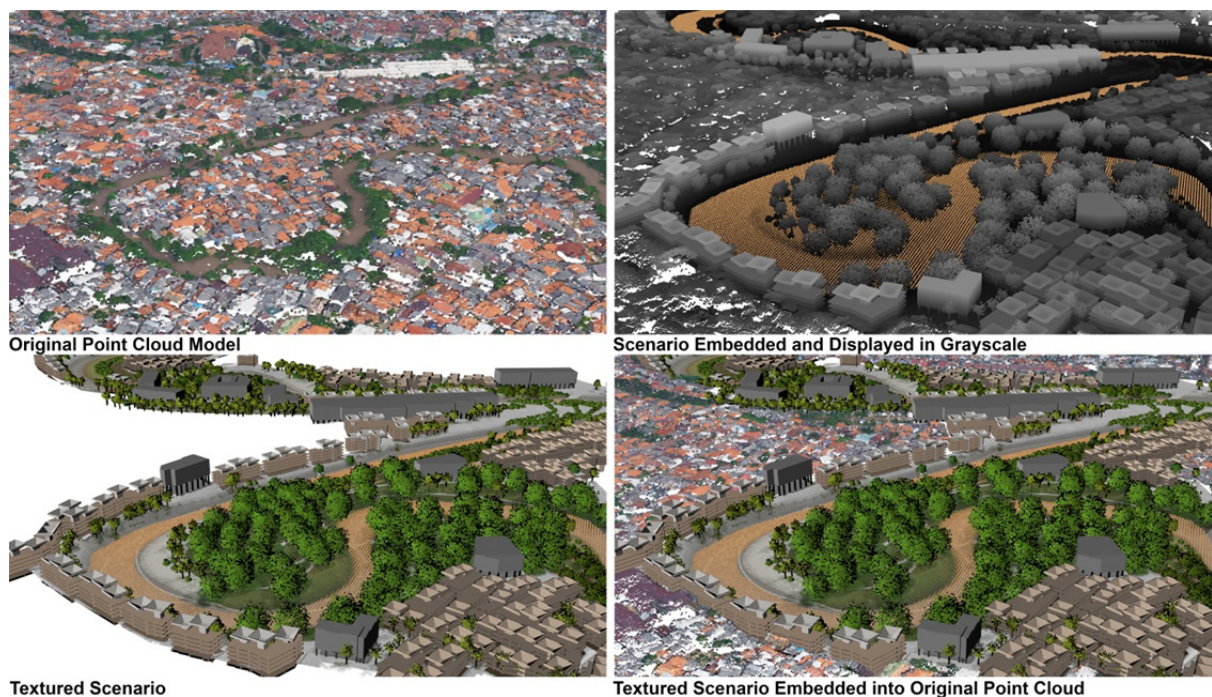 Original Point Cloud Model
Scenario Embedded and Displayed in Grayscale
Textured Scenario
Textured Scenario Embedded into Original Point Cloud